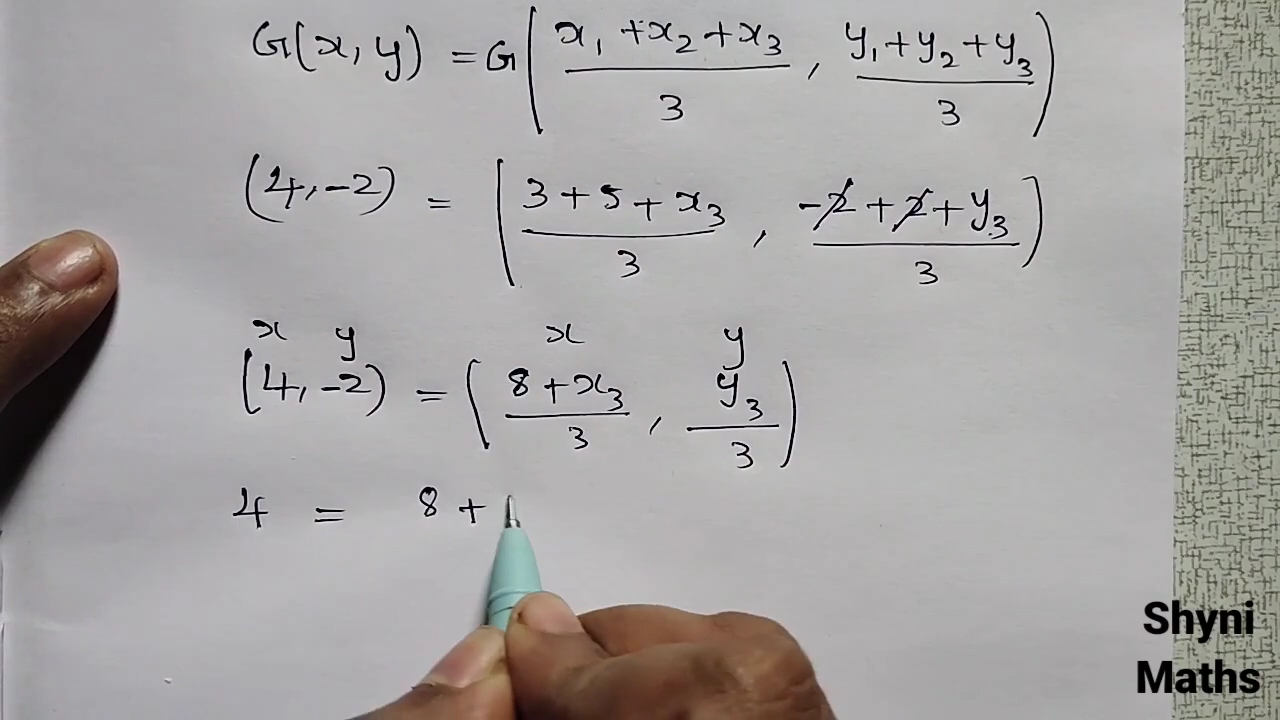 G(x, y) = G((x₁ + x₂ + x₃)/3, (y₁ + y₂ + y₃)/3)
(4, -2) = ((3 + 5 + x₃)/3, (-2 + 2 + y₃)/3)
x y x y
(4, -2) = ((8 + x₃)/3, y₃/3)
4 = 8 +
Shyni
Maths